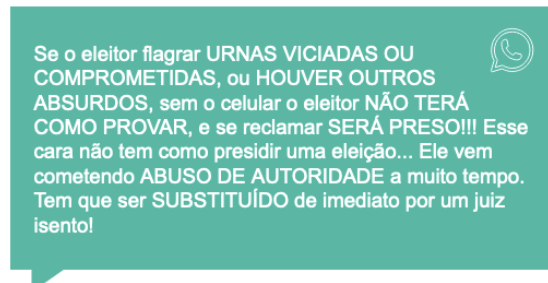 Se o eleitor flagrar URNAS VICIADAS OU
COMPROMETIDAS, ou HOUVER OUTROS
ABSURDOS, sem o celular o eleitor NÃO TERÁ
COMO PROVAR, e se reclamar SERÁ PRESO!!! Esse
cara não tem como presidir uma eleição... Ele vem
cometendo ABUSO DE AUTORIDADE a muito tempo.
Tem que ser SUBSTITUÍDO de imediato por um juiz
isento!